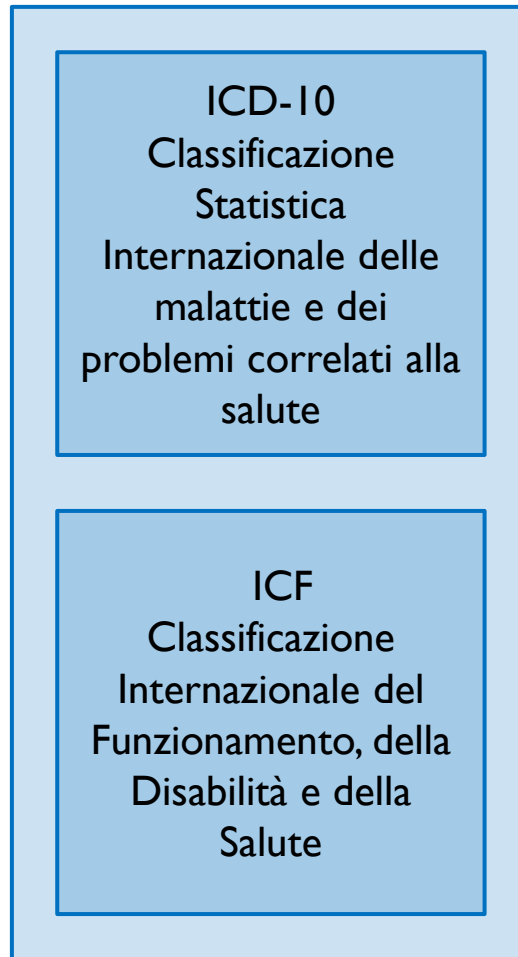 ICD-10
Classificazione
Statistica
Internazionale delle
malattie e dei
problemi correlati alla
salute
ICF
Classificazione
Internazionale del
Funzionamento, della
Disabilità e della
Salute